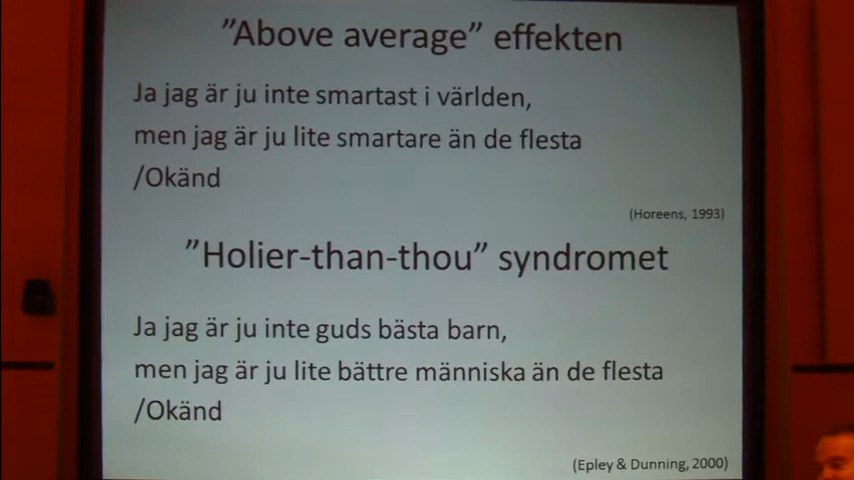 ”Above average” effekten
Ja jag är ju inte smartast i världen,
men jag är ju lite smartare än de flesta
/Okänd
(Horeens, 1993)
”Holier-than-thou” syndromet
Ja jag är ju inte guds bästa barn,
men jag är ju lite bättre människa än de flesta
/Okänd
(Epley & Dunning, 2000)